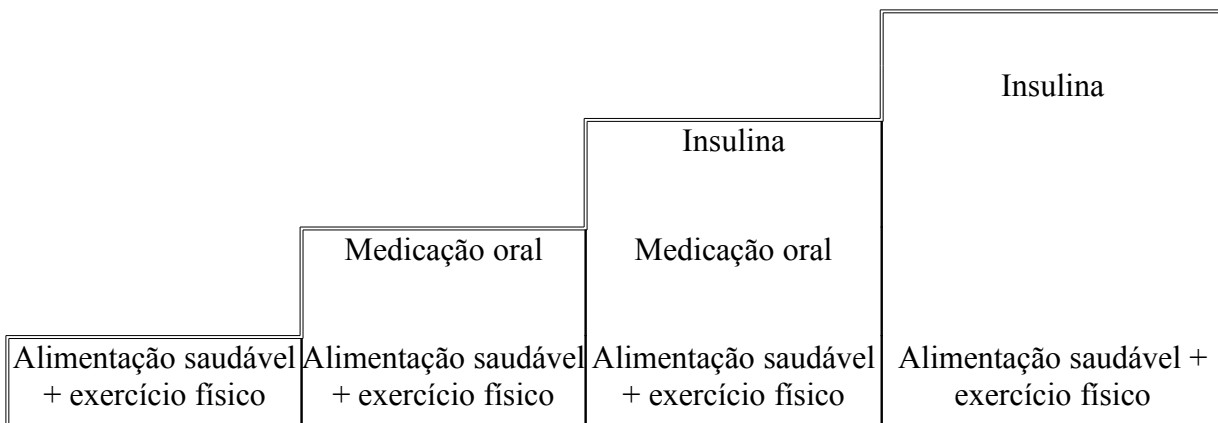 Insulina
Insulina
Medicação oral
Medicação oral
Alimentação saudável
+ exercício físico
Alimentação saudável
+ exercício físico
Alimentação saudável
+ exercício físico
Alimentação saudável +
exercício físico